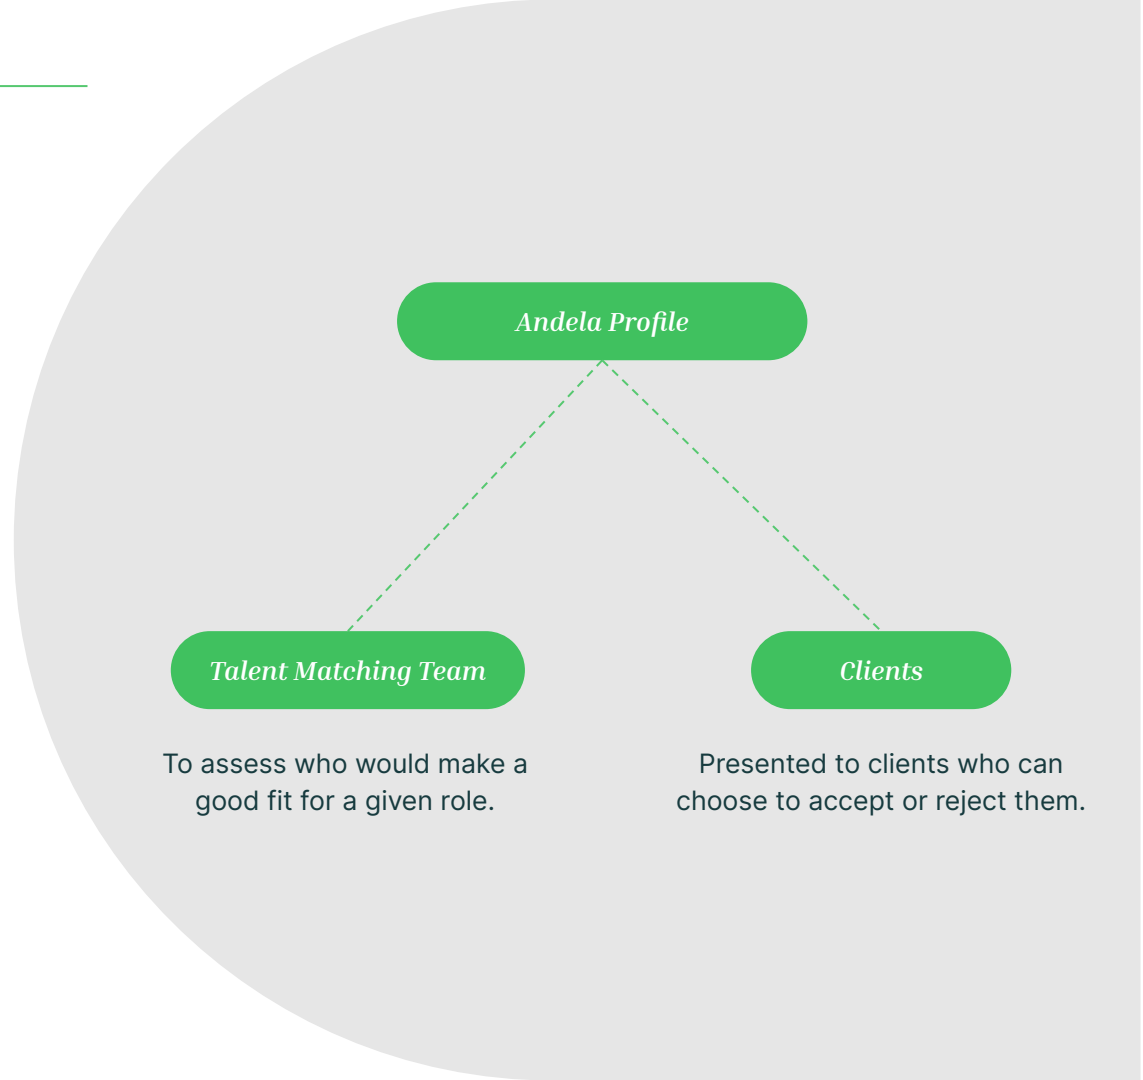 Andela Profile
Talent Matching Team
To assess who would make a
good fit for a given role.
Clients
Presented to clients who can
choose to accept or reject them.